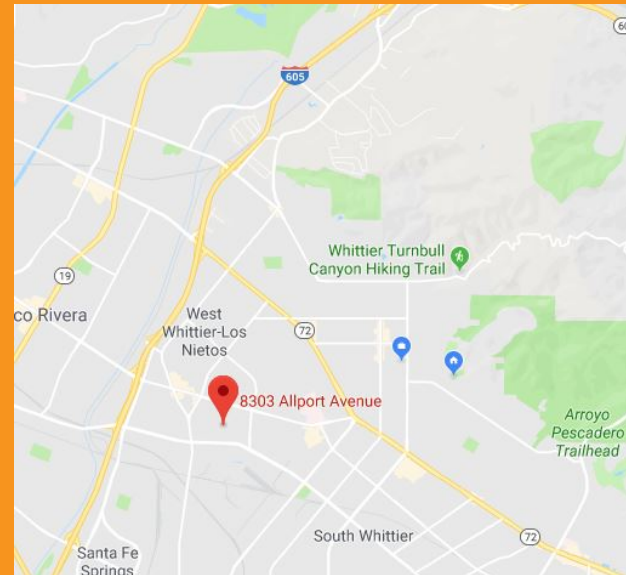 60
605
Whittier Turnbull
Canyon Hiking Trail
19
co Rivera
West
Whittier-Los
Nietos
72
8303 Allport Avenue
Arroyo
Pescadero
Trailhead
South Whittier
72
Santa Fe
Springs